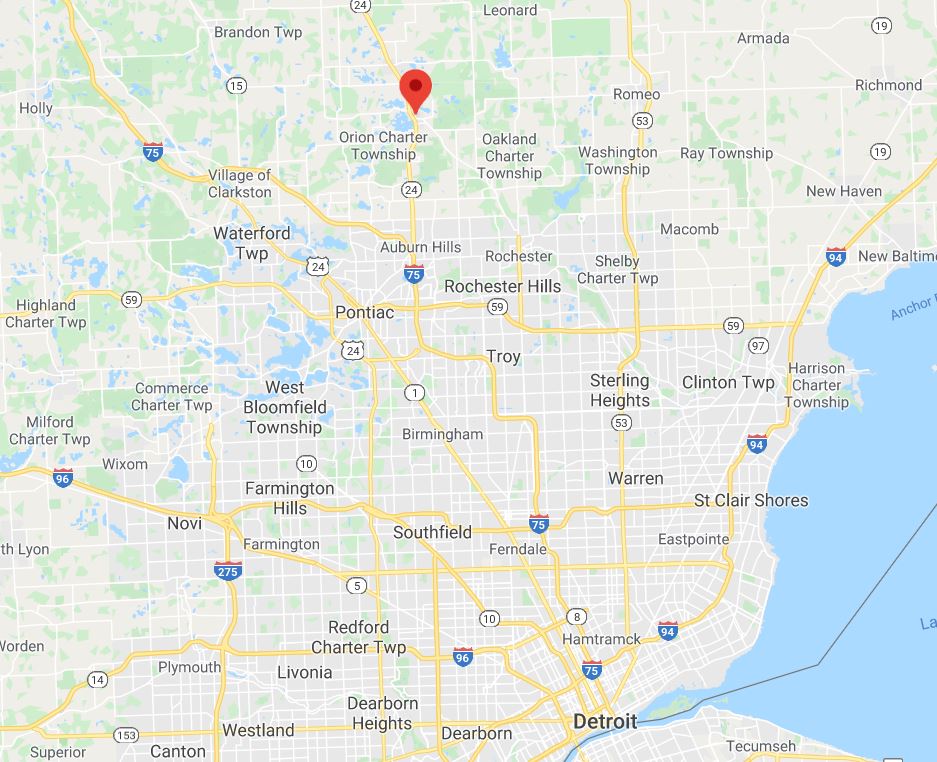 24
Leonard
Brandon Twp
19
Armada
15
Richmond
Holly
Romeo
53
Orion Charter
Township
Oakland
Charter
Township
Washington
Township
Ray Township
19
75
Village of
Clarkston
24
New Haven
Waterford
Twp
Auburn Hills
Rochester
Macomb
94
New Baltim
24
75
Shelby
Charter Twp
Rochester Hills
Highland
Charter Twp
59
59
Anchor
Pontiac
59
97
24
Troy
Commerce
Charter Twp
West
Bloomfield
Township
1
Sterling
Heights
Clinton Twp
Harrison
Charter
Township
Milford
Charter Twp
Birmingham
53
94
Wixom
10
96
Farmington
Hills
Warren
St Clair Shores
Novi
Southfield
75
th Lyon
Farmington
Ferndale
Eastpointe
275
5
10
8
Redford
Charter Twp
Hamtramck
94
La
Worden
Plymouth
Livonia
96
75
14
Dearborn
Heights
Detroit
153
Westland
Dearborn
Superior
Canton
Tecumseh